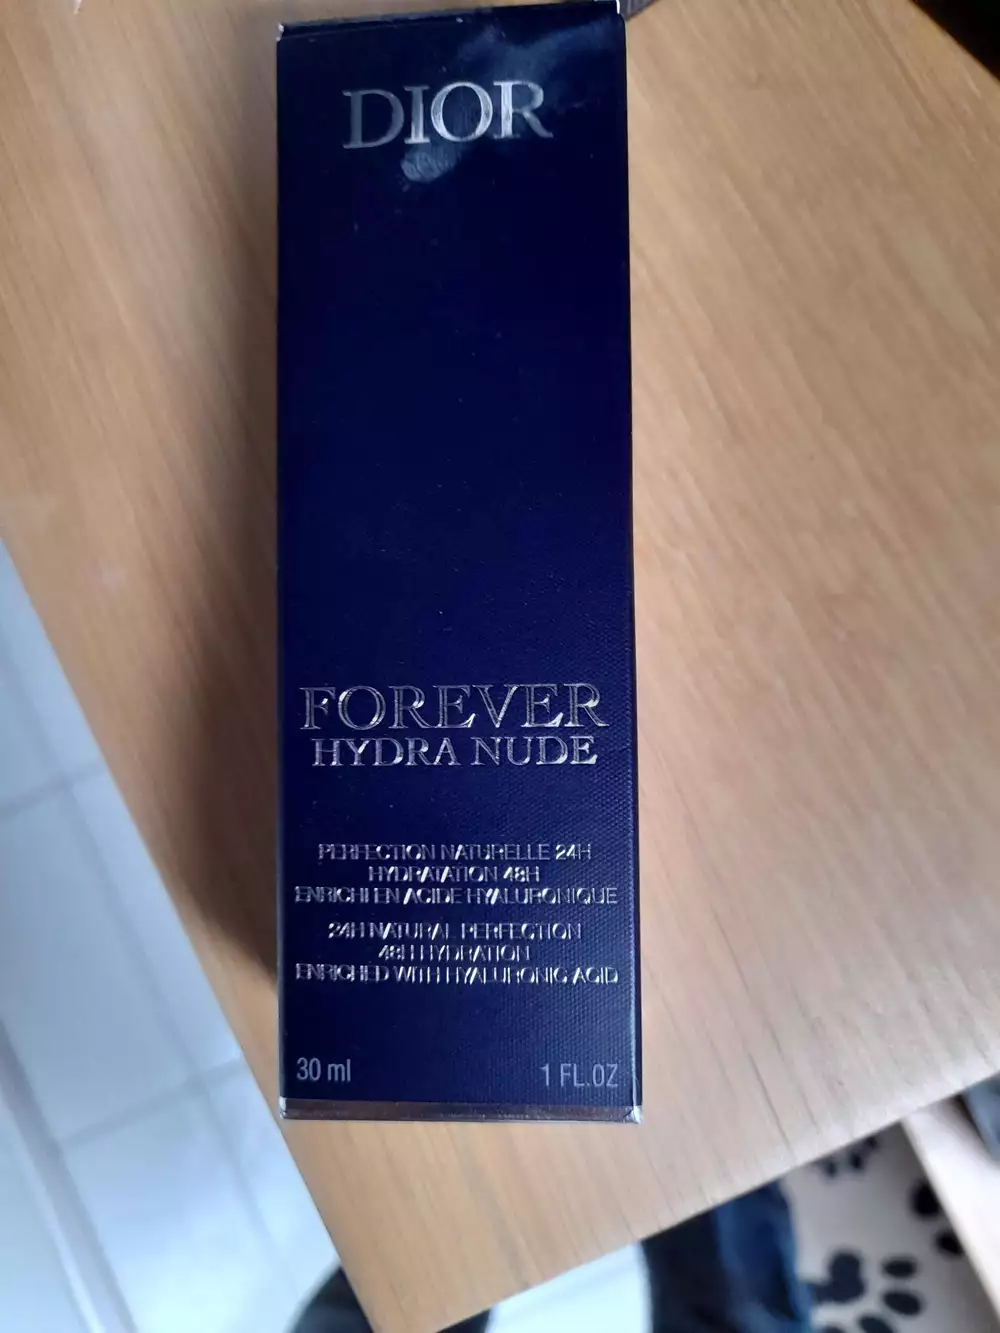 DIOR
FOREVER
HYDRA NUDE
PERFECTION NATURELLE 24H
HYDRATATION 48H
ENRICHI EN ACIDE HYALURONIQUE
24H NATURAL PERFECTION
48H HYDRATION
ENRICHED WITH HYALURONIC ACID
30 ml 1 FL.OZ